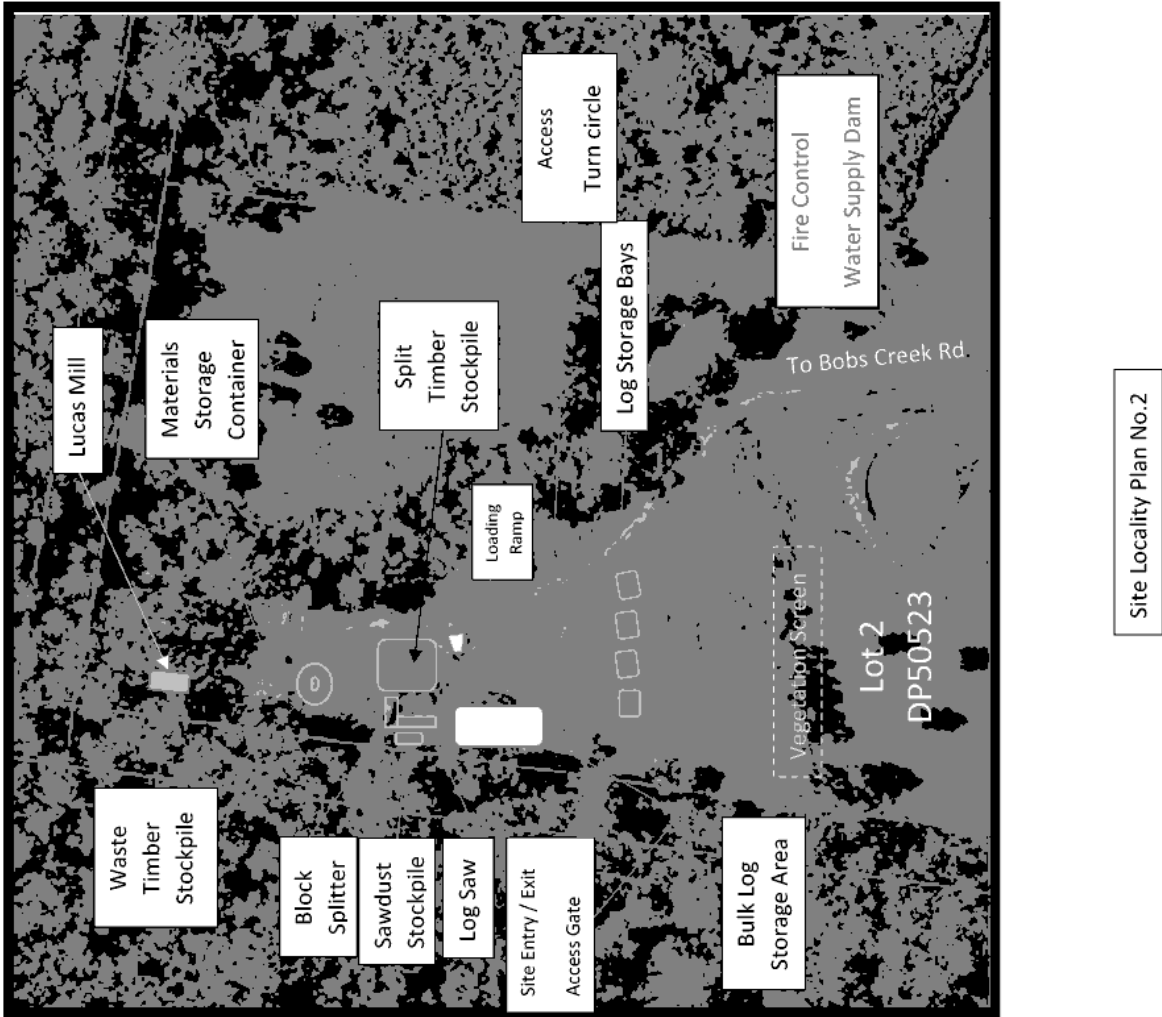 Lucas Mill
Materials
Storage
Container
Split
Timber
Stockpile
Access
Turn circle
Log Storage Bays
Fire Control
Water Supply Dam
Loading
Ramp
To Bobs Creek Rd.
Vegetation Screen
Lot 2
DP50523
Waste
Timber
Stockpile
Block
Splitter
Sawdust
Stockpile
Log Saw
Site Entry / Exit
Access Gate
Bulk Log
Storage Area
Site Locality Plan No.2